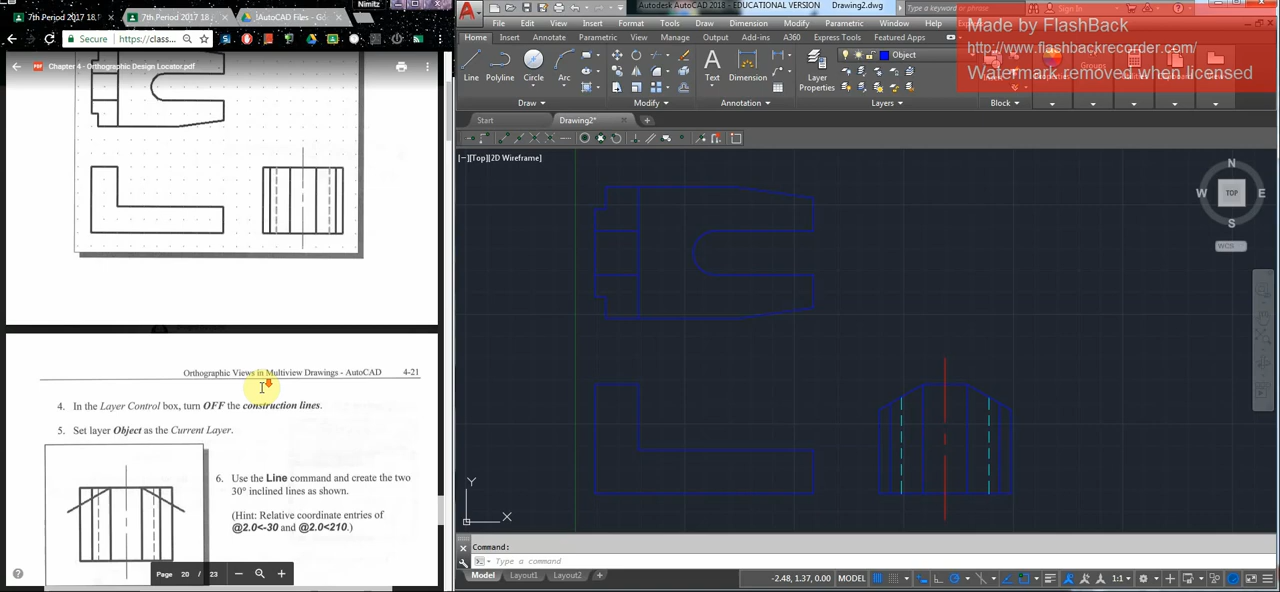 7th Period 2017 18
7th Period 2017 18
!AutoCAD Files - Go
Nimitz
Secure
https://class
Chapter 4 - Orthographic Design Locator.pdf
Orthographic Views in Multiview Drawings - AutoCAD 4-21
4. In the Layer Control box, turn OFF the construction lines.
5. Set layer Object as the Current Layer.
6. Use the Line command and create the two
30° inclined lines as shown.
(Hint: Relative coordinate entries of
@2.0<-30 and @2.0<210.)
Page 20 / 23
Autodesk AutoCAD 2018 - EDUCATIONAL VERSION Drawing2.dwg
Type a keyword or phrase
Sign In
File Edit View Insert Format Tools Draw Dimension Modify Parametric Window Help Express
Home Insert Annotate Parametric View Manage Output Add-ins A360 Express Tools Featured Apps
Line Polyline Circle Arc Text Dimension Layer Properties Object Groups
Draw Modify Annotation Layers Block
Made by FlashBack
http://www.flashbackrecorder.com/
Watermark removed when licensed
Start Drawing2*
[−][Top][2D Wireframe]
N
W TOP E
S
WCS
Y
X
Command:
Type a command
Model Layout1 Layout2
-2.48, 1.37, 0.00 MODEL 1:1